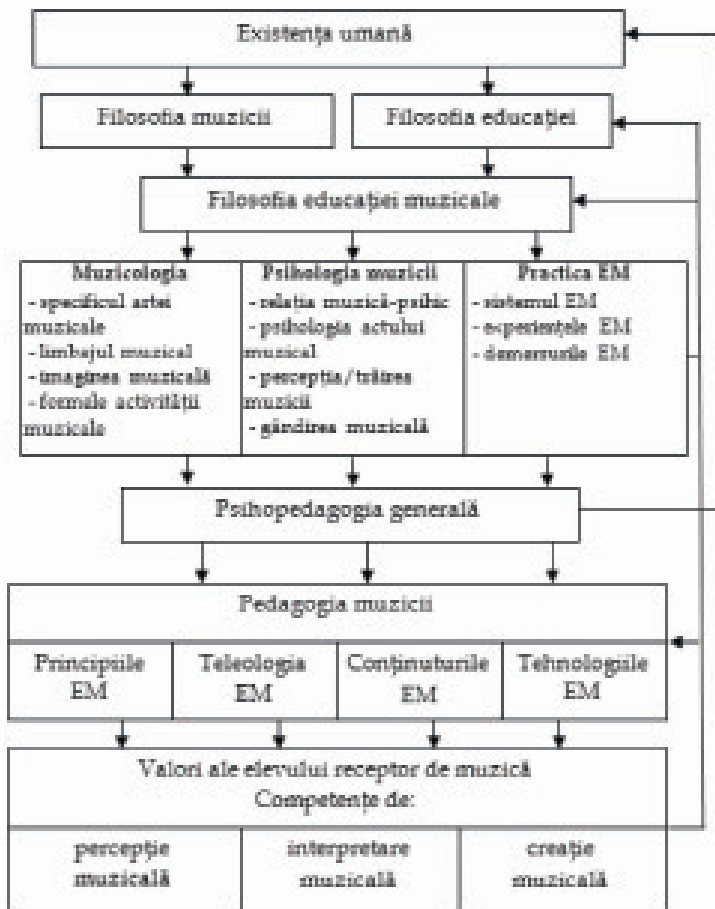 Existența umană
Filosofia muzicii
Filosofia educației
Filosofia educației muzicale
Muzicologia
- specificul artei
muzicale
- limbajul muzical
- imaginea muzicală
- formele activității
muzicale
Psihologia muzicii
- relația muzică-psihic
- psihologia actului
muzical
- percepția/trăirea
muzicii
- gândirea muzicală
Practica EM
- sistemul EM
- experiențele EM
- demersurile EM
Psihopedagogia generală
Pedagogia muzicii
Principiile
EM
Teleologia
EM
Conținuturile
EM
Tehnologiile
EM
Valori ale elevului receptor de muzică
Competențe de:
percepție
muzicală
interpretare
muzicală
creație
muzicală